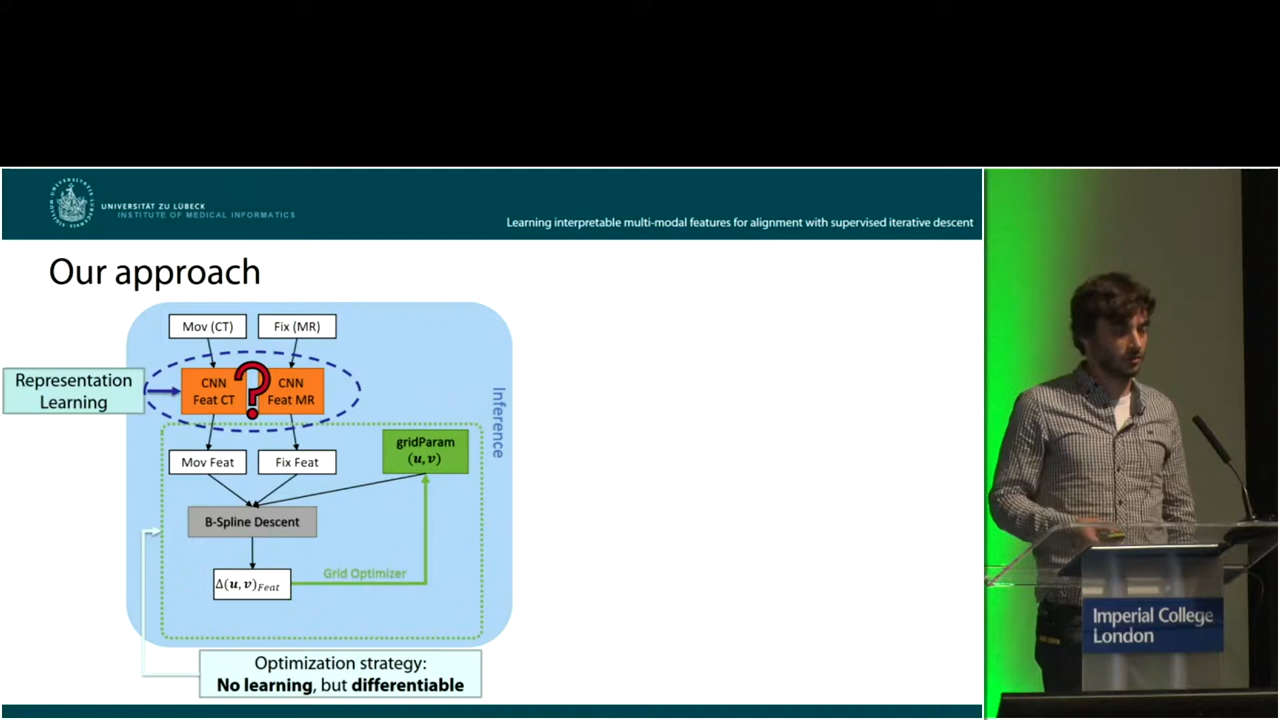 UNIVERSITÄT ZU LÜBECK
INSTITUTE OF MEDICAL INFORMATICS
Learning interpretable multi-modal features for alignment with supervised iterative descent
Our approach
Mov (CT)
Fix (MR)
Representation
Learning
CNN
Feat CT
?
CNN
Feat MR
Inference
gridParam
(u, v)
Mov Feat
Fix Feat
B-Spline Descent
Δ(u, v)Feat
Grid Optimizer
Optimization strategy:
No learning, but differentiable
Imperial College
London